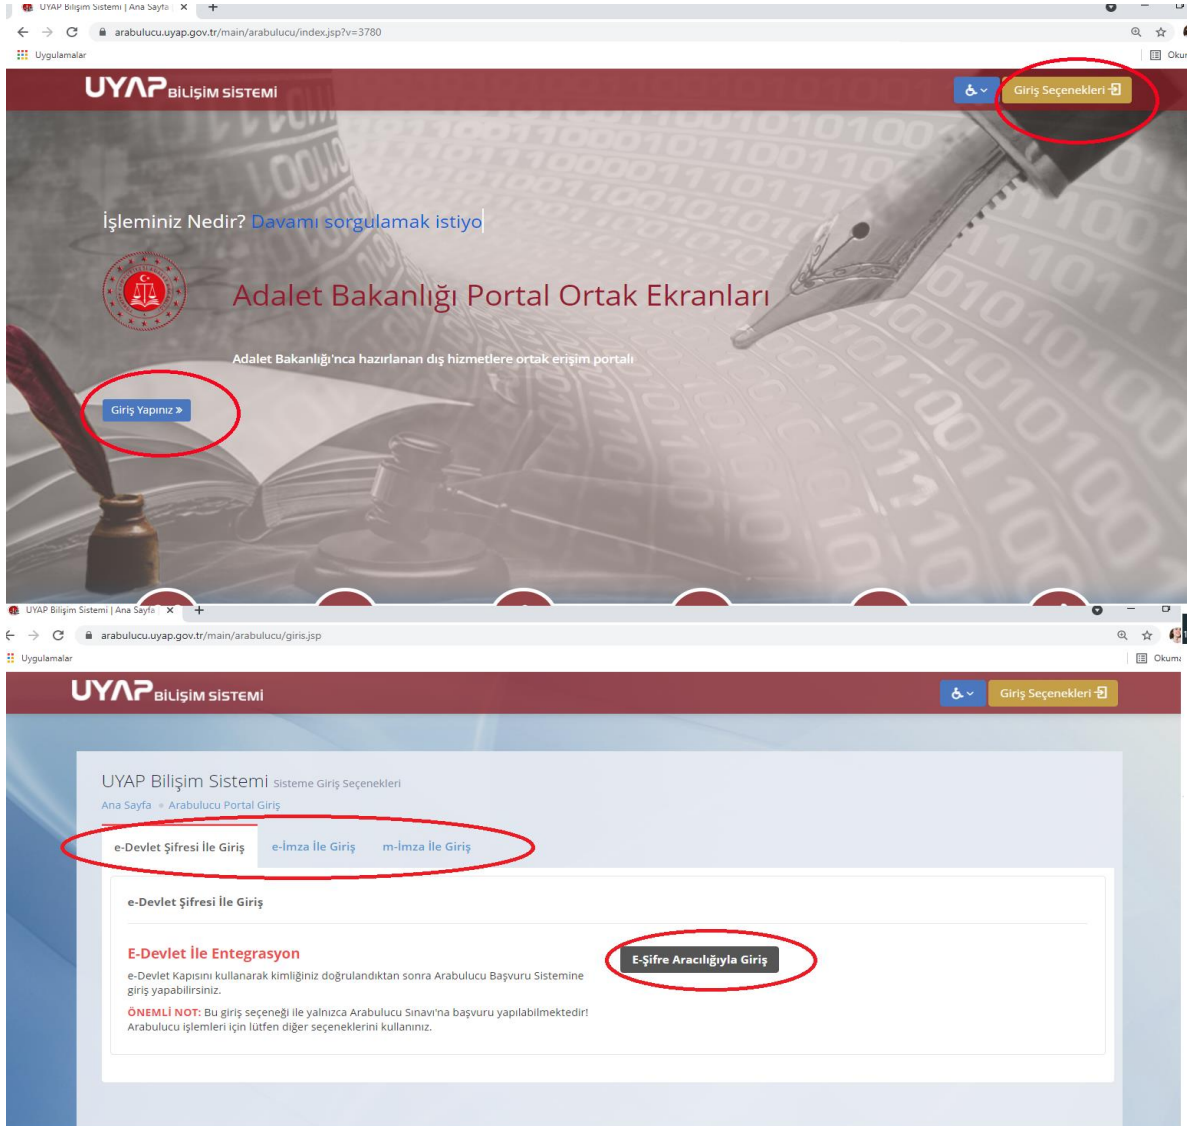 UYAP Bilişim Sistemi | Ana Sayfa
arabulucu.uyap.gov.tr/main/arabulucu/index.jsp?v=3780
Uygulamalar
Okur
UYAP BİLİŞİM SİSTEMİ
Giriş Seçenekleri
İşleminiz Nedir? Davamı sorgulamak istiyo
Adalet Bakanlığı Portal Ortak Ekranları
Adalet Bakanlığı'nca hazırlanan dış hizmetlere ortak erişim portalı
Giriş Yapınız »
UYAP Bilişim Sistemi | Ana Sayfa
arabulucu.uyap.gov.tr/main/arabulucu/giris.jsp
Uygulamalar
Okuma
UYAP BİLİŞİM SİSTEMİ
Giriş Seçenekleri
UYAP Bilişim Sistemi Sisteme Giriş Seçenekleri
Ana Sayfa Arabulucu Portal Giriş
e-Devlet Şifresi İle Giriş e-İmza İle Giriş m-İmza İle Giriş
e-Devlet Şifresi İle Giriş
E-Devlet İle Entegrasyon
E-Şifre Aracılığıyla Giriş
e-Devlet Kapısını kullanarak kimliğiniz doğrulandıktan sonra Arabulucu Başvuru Sistemine
giriş yapabilirsiniz.
ÖNEMLİ NOT: Bu giriş seçeneği ile yalnızca Arabulucu Sınavı'na başvuru yapılabilmektedir!
Arabulucu işlemleri için lütfen diğer seçeneklerini kullanınız.